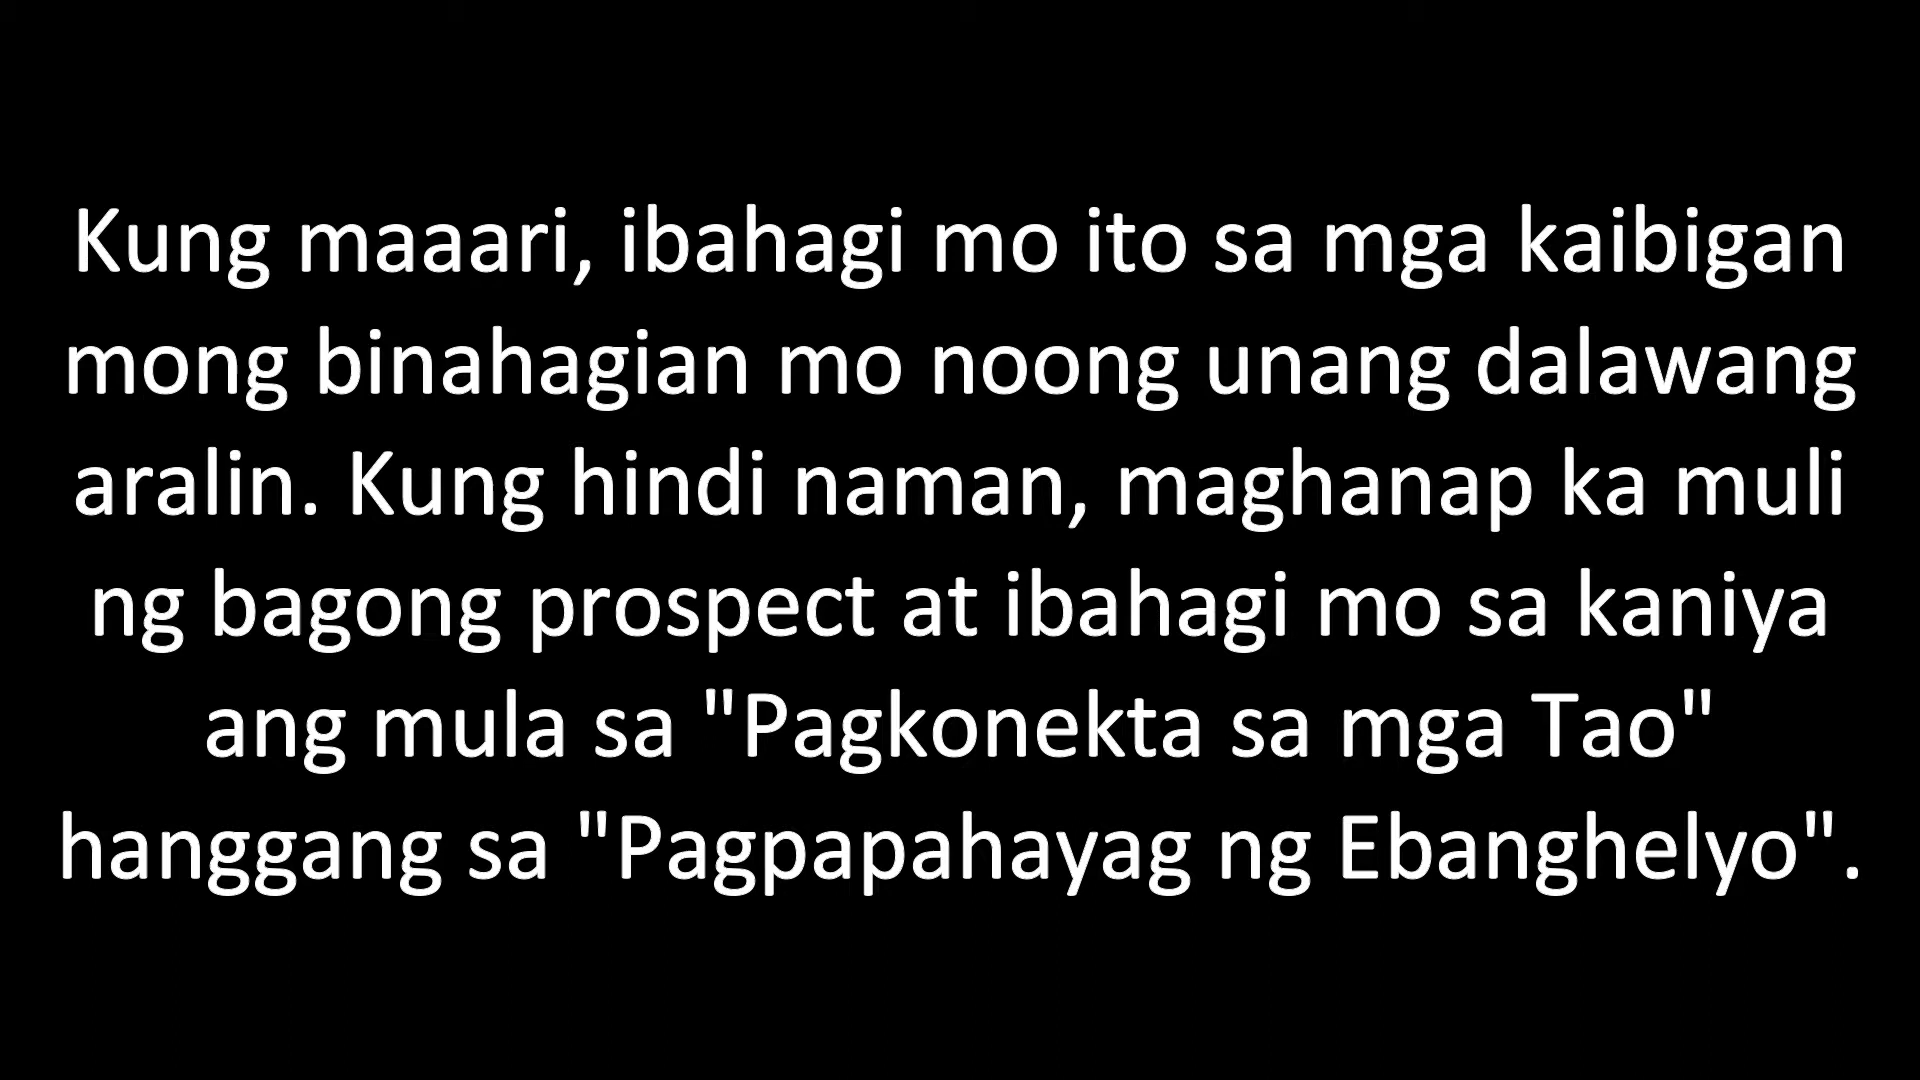 Kung maaari, ibahagi mo ito sa mga kaibigan
mong binahagian mo noong unang dalawang
aralin. Kung hindi naman, maghanap ka muli
ng bagong prospect at ibahagi mo sa kaniya
ang mula sa "Pagkonekta sa mga Tao"
hanggang sa "Pagpapahayag ng Ebanghelyo".